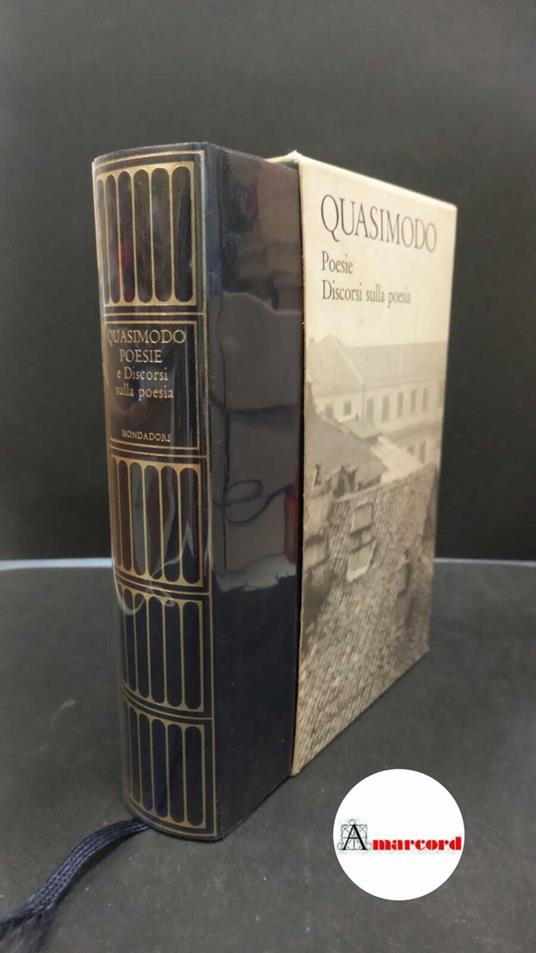 QUASIMODO
POESIE
e Discorsi
sulla poesia
MONDADORI
QUASIMODO
Poesie
Discorsi sulla poesia
Amarcord